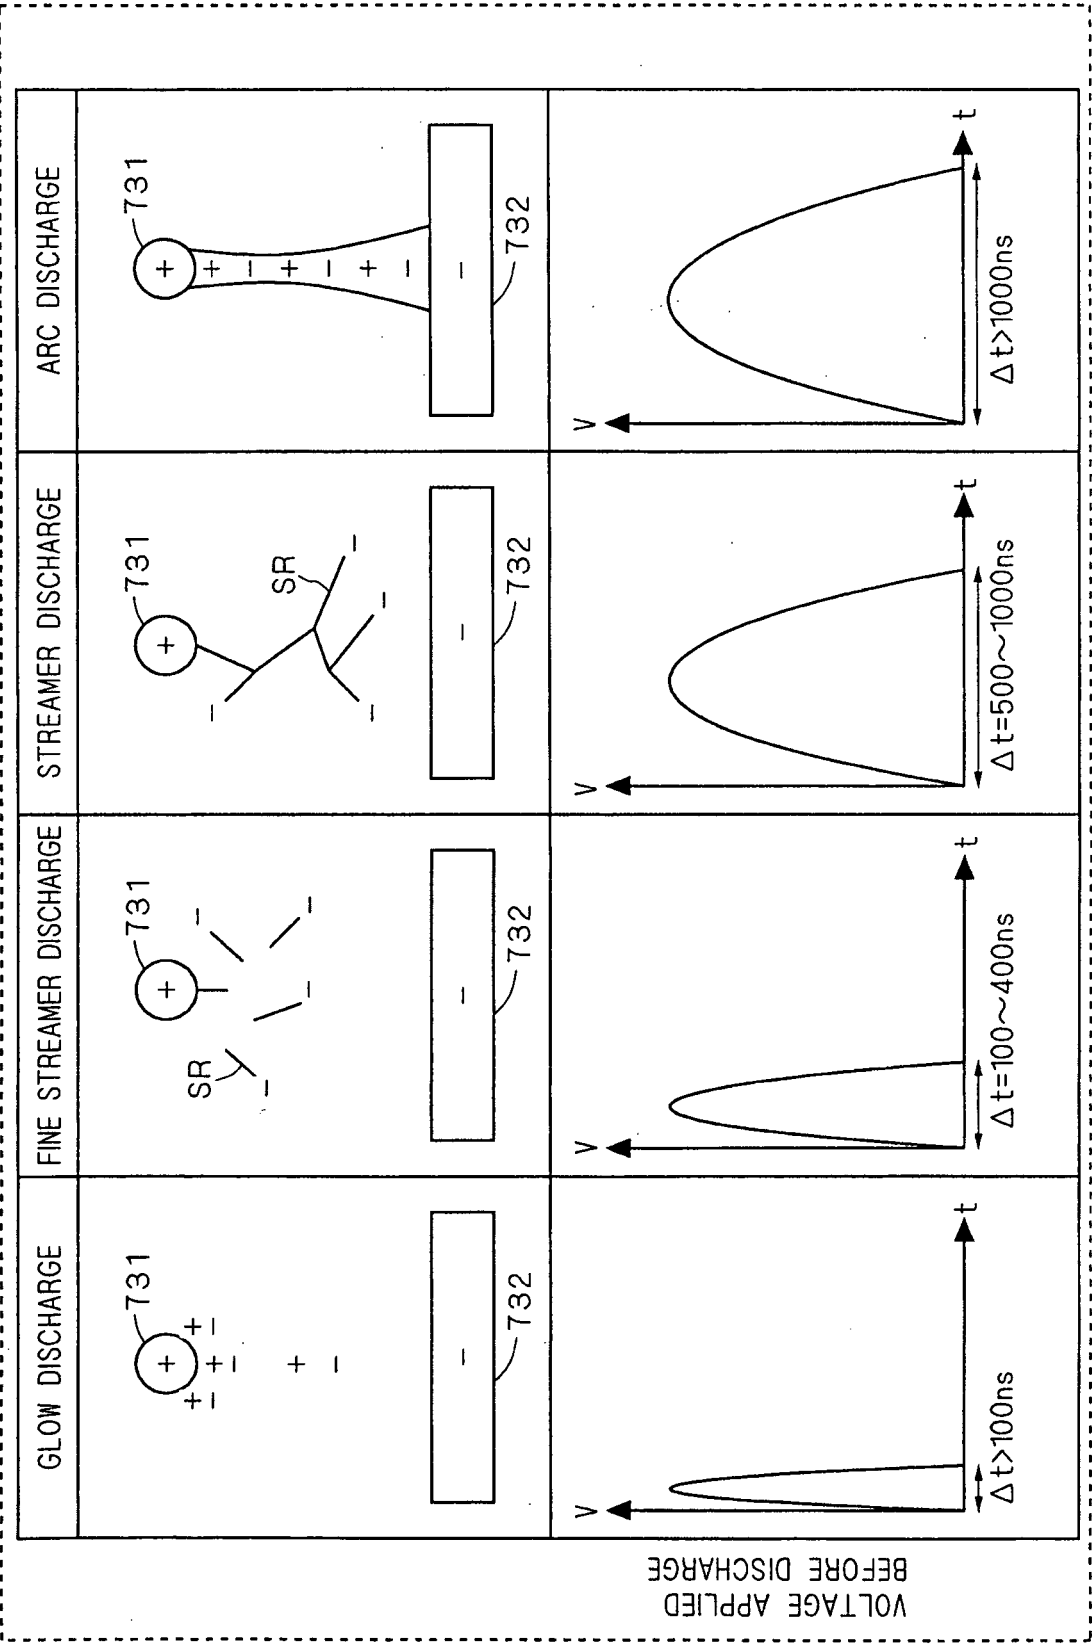 GLOW DISCHARGE
FINE STREAMER DISCHARGE
STREAMER DISCHARGE
ARC DISCHARGE
731
+
+
−
+
−
+
−
+
−
−
732
731
+
SR
−
−
−
−
−
732
731
+
SR
−
−
−
−
−
732
731
+
+
−
+
−
+
−
−
732
VOLTAGE APPLIED
BEFORE DISCHARGE
V
t
Δt>100ns
V
t
Δt=100~400ns
V
t
Δt=500~1000ns
V
t
Δt>1000ns